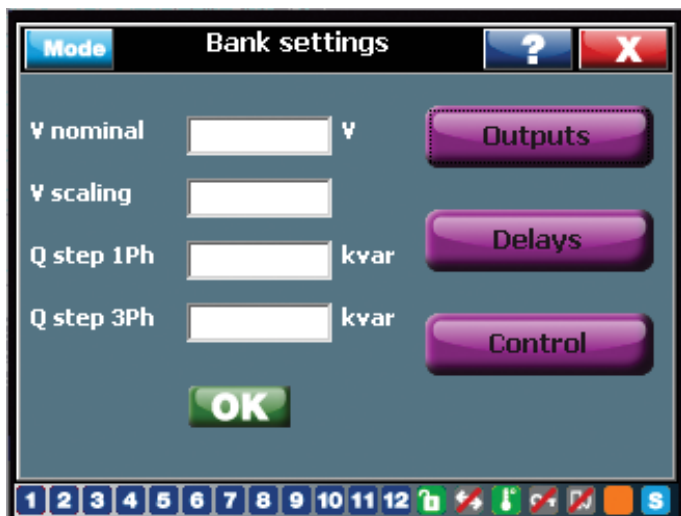 Mode Bank settings ? X
V nominal V Outputs
V scaling
Q step 1Ph kvar Delays
Q step 3Ph kvar Control
OK
1 2 3 4 5 6 7 8 9 10 11 12 S